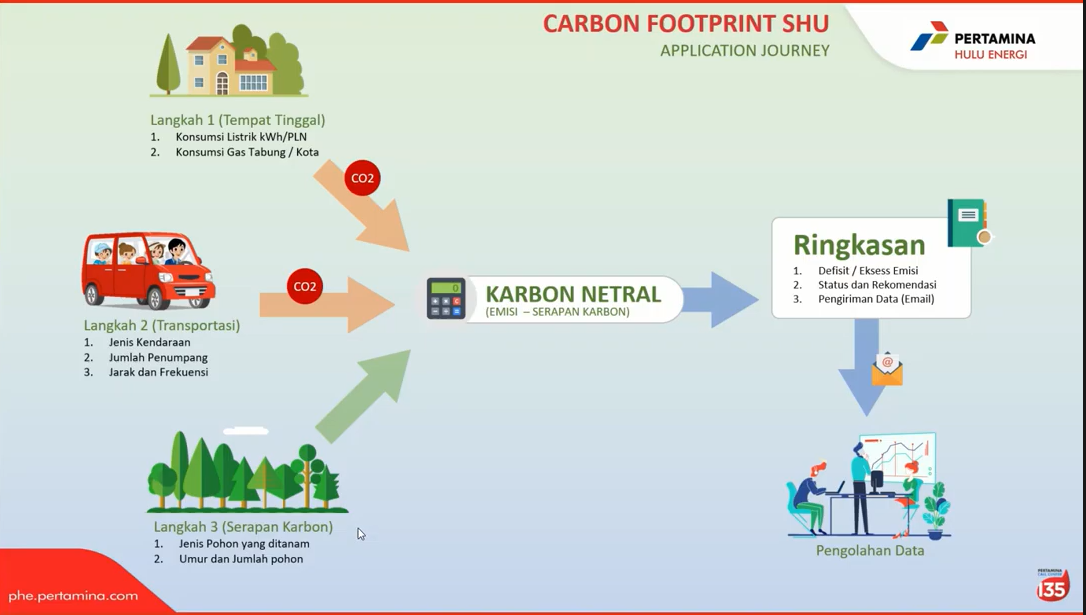 CARBON FOOTPRINT SHU
APPLICATION JOURNEY
PERTAMINA
HULU ENERGI
Langkah 1 (Tempat Tinggal)
1. Konsumsi Listrik kWh/PLN
2. Konsumsi Gas Tabung / Kota
CO2
Langkah 2 (Transportasi)
1. Jenis Kendaraan
2. Jumlah Penumpang
3. Jarak dan Frekuensi
CO2
Langkah 3 (Serapan Karbon)
1. Jenis Pohon yang ditanam
2. Umur dan Jumlah pohon
0
KARBON NETRAL
(EMISI – SERAPAN KARBON)
Ringkasan
1. Defisit / Eksess Emisi
2. Status dan Rekomendasi
3. Pengiriman Data (Email)
@
Pengolahan Data
phe.pertamina.com
PERTAMINA
135